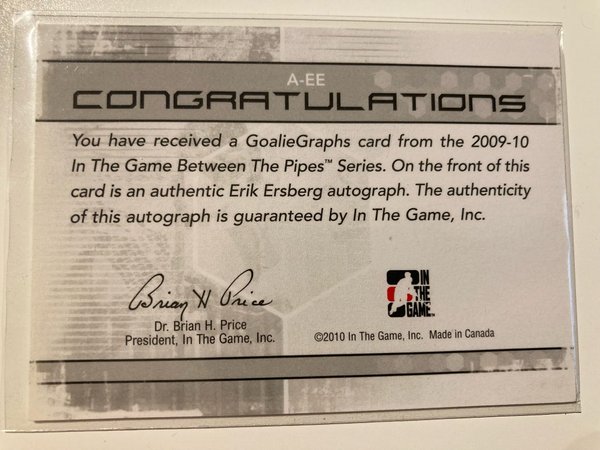 A-EE
CONGRATULATIONS
You have received a GoalieGraphs card from the 2009-10
In The Game Between The Pipes™ Series. On the front of this
card is an authentic Erik Ersberg autograph. The authenticity
of this autograph is guaranteed by In The Game, Inc.
Brian H Price
Dr. Brian H. Price
President, In The Game, Inc.
IN
THE
GAME
©2010 In The Game, Inc. Made in Canada